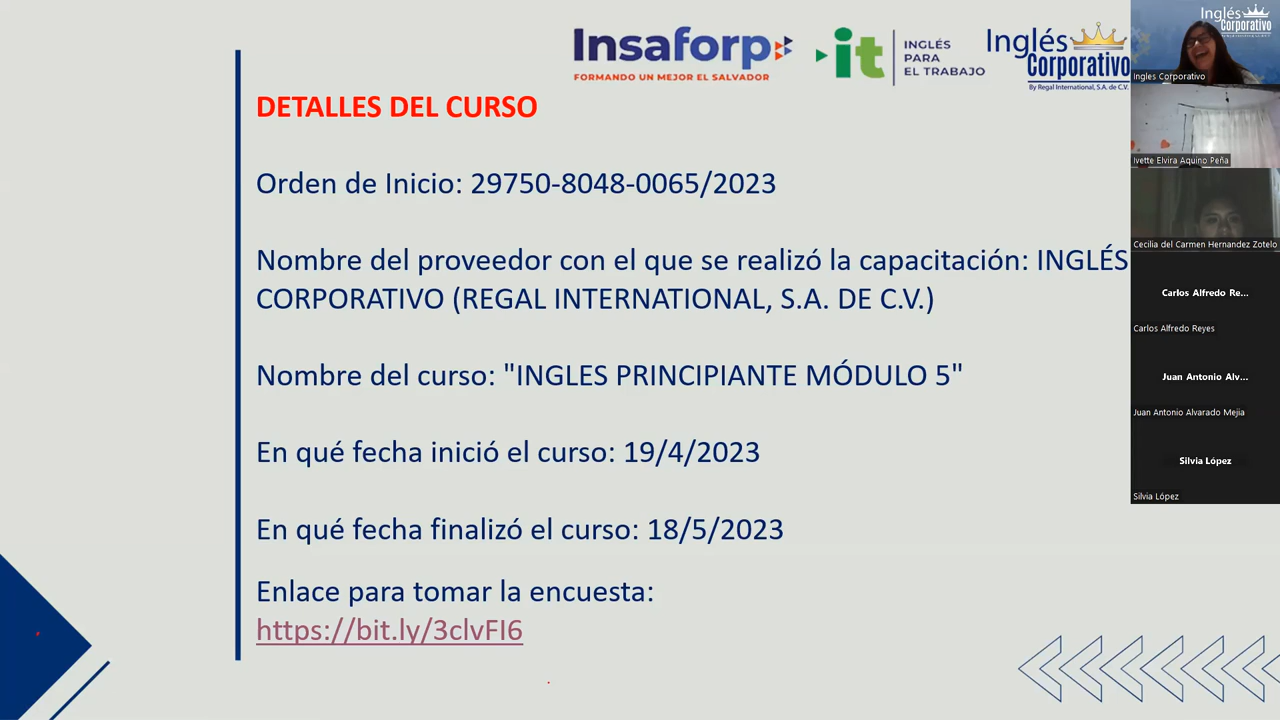 Insaforp
FORMANDO UN MEJOR EL SALVADOR
it
INGLÉS
PARA
EL TRABAJO
Inglés
Corporativo
By Regal International, S.A. de C.V.
DETALLES DEL CURSO
Orden de Inicio: 29750-8048-0065/2023
Nombre del proveedor con el que se realizó la capacitación: INGLÉS
CORPORATIVO (REGAL INTERNATIONAL, S.A. DE C.V.)
Nombre del curso: "INGLES PRINCIPIANTE MÓDULO 5"
En qué fecha inició el curso: 19/4/2023
En qué fecha finalizó el curso: 18/5/2023
Enlace para tomar la encuesta:
https://bit.ly/3clvFI6
Inglés
Corporativo
Ingles Corporativo
Ivette Elvira Aquino Peña
Cecilia del Carmen Hernandez Zotelo
Carlos Alfredo Re...
Carlos Alfredo Reyes
Juan Antonio Alv...
Juan Antonio Alvarado Mejia
Silvia López
Silvia López